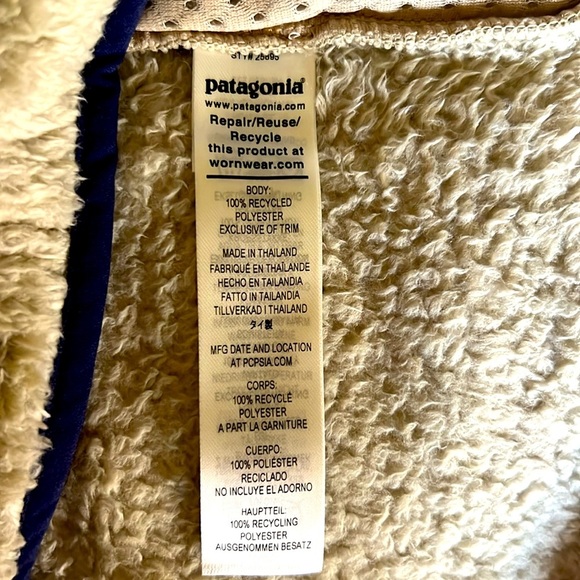 patagonia®
www.patagonia.com
Repair/Reuse/
Recycle
this product at
wornwear.com
BODY:
100% RECYCLED
POLYESTER
EXCLUSIVE OF TRIM
MADE IN THAILAND
FABRIQUÉ EN THAÏLANDE
HECHO EN TAILANDIA
FATTO IN TAILANDIA
TILLVERKAD I THAILAND
タイ製
MFG DATE AND LOCATION
AT PCPSIA.COM
CORPS:
100% RECYCLÉ
POLYESTER
A PART LA GARNITURE
CUERPO:
100% POLIÉSTER
RECICLADO
NO INCLUYE EL ADORNO
HAUPTTEIL:
100% RECYCLING
POLYESTER
AUSGENOMMEN BESATZ